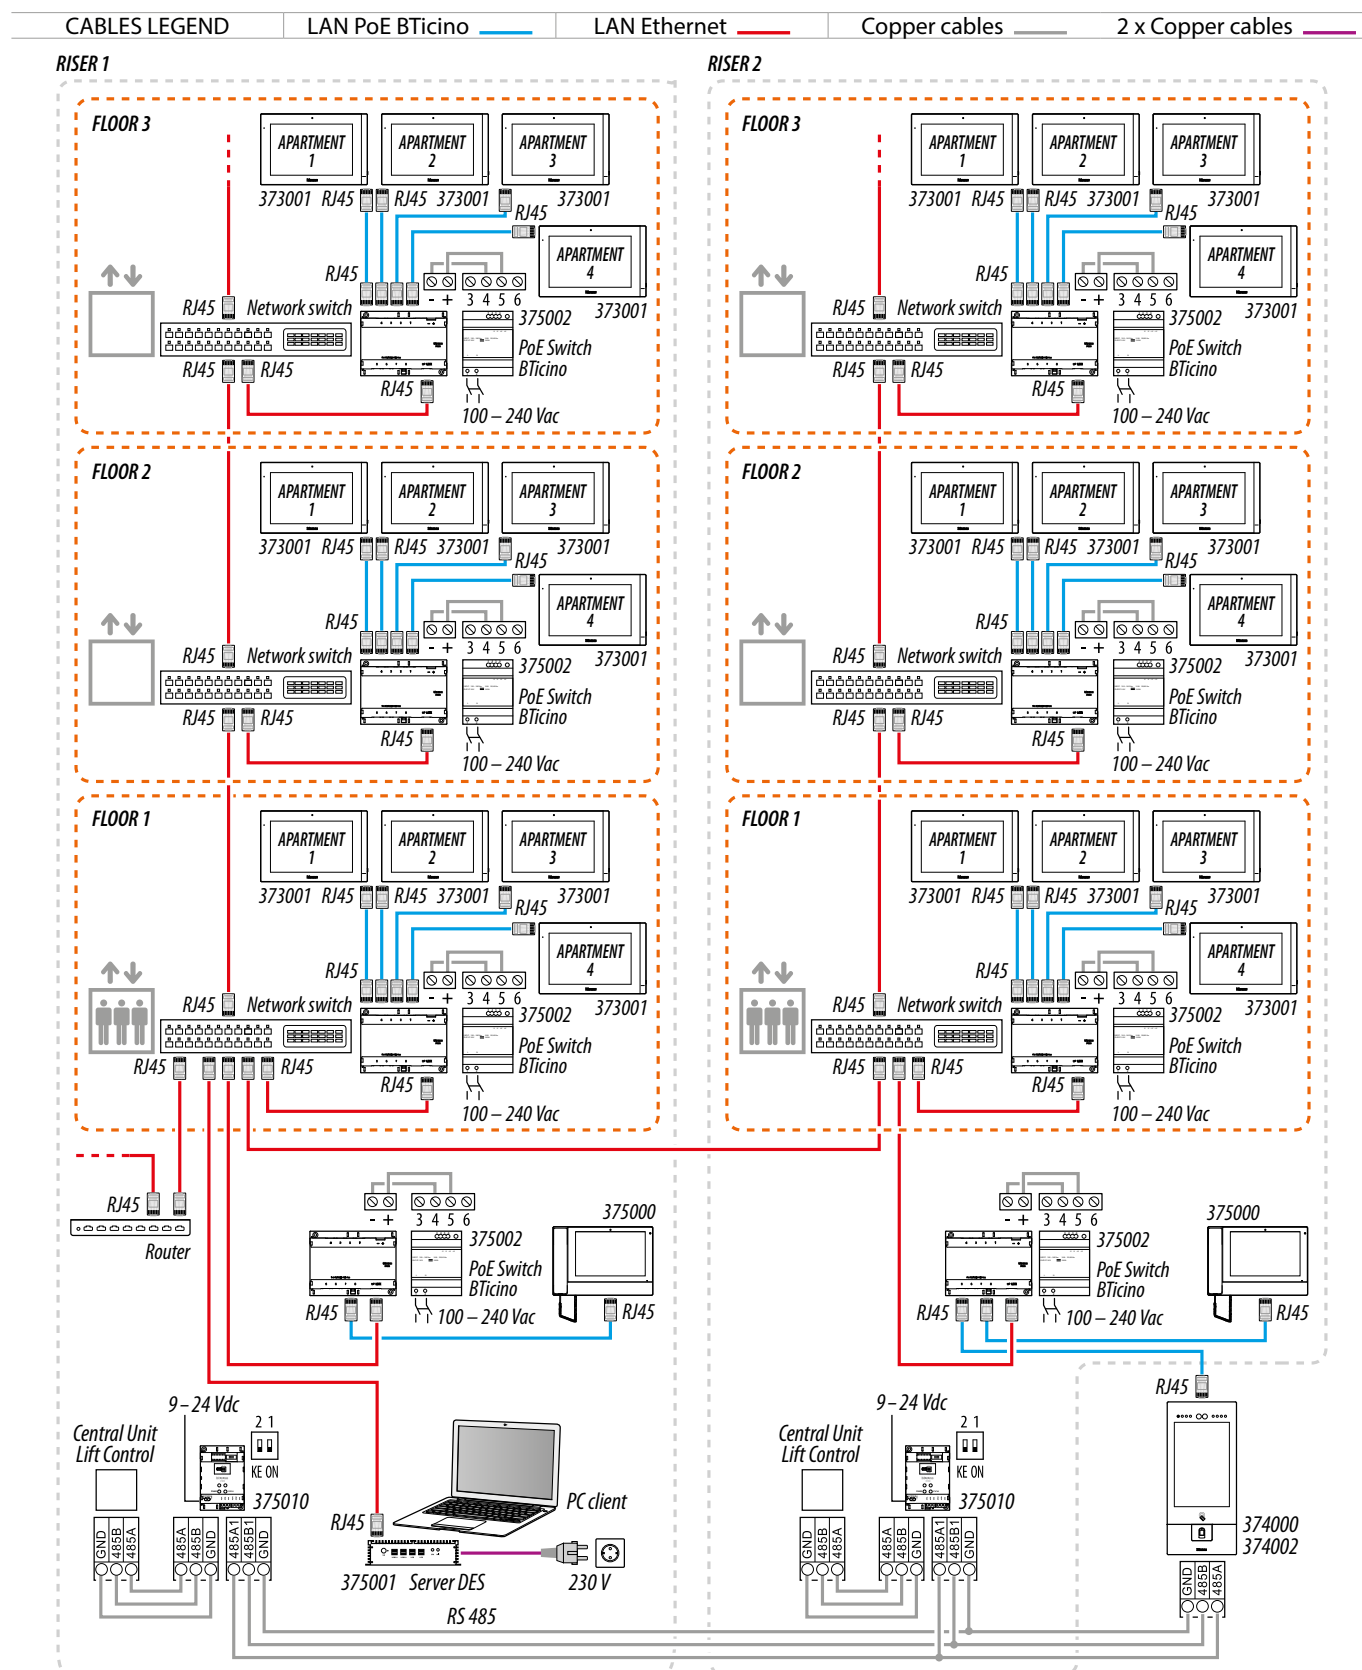 CABLES LEGEND LAN PoE BTicino LAN Ethernet Copper cables 2 x Copper cables
RISER 1
FLOOR 3
APARTMENT 1 APARTMENT 2 APARTMENT 3
373001 RJ45 RJ45 373001 373001
RJ45
APARTMENT 4
RJ45
373001
- + 3 4 5 6
RJ45 Network switch 375002
PoE Switch
BTicino
RJ45 RJ45 RJ45
100 – 240 Vac
FLOOR 2
APARTMENT 1 APARTMENT 2 APARTMENT 3
373001 RJ45 RJ45 373001 373001
RJ45
APARTMENT 4
RJ45
373001
- + 3 4 5 6
RJ45 Network switch 375002
PoE Switch
BTicino
RJ45 RJ45 RJ45
100 – 240 Vac
FLOOR 1
APARTMENT 1 APARTMENT 2 APARTMENT 3
373001 RJ45 RJ45 373001 373001
RJ45
APARTMENT 4
RJ45
373001
- + 3 4 5 6
RJ45 Network switch 375002
PoE Switch
BTicino
RJ45 RJ45 RJ45
100 – 240 Vac
RJ45
Router
- + 3 4 5 6
375002
PoE Switch
BTicino
375000
RJ45 100 – 240 Vac RJ45
9 – 24 Vdc
Central Unit
Lift Control
2 1
KE ON
375010
GND 485B 485A 485A 485B GND 485A1 485B1 GND
RJ45
PC client
375001 Server DES
230 V
RS 485
RISER 2
FLOOR 3
APARTMENT 1 APARTMENT 2 APARTMENT 3
373001 RJ45 RJ45 373001 373001
RJ45
APARTMENT 4
RJ45
373001
- + 3 4 5 6
RJ45 Network switch 375002
PoE Switch
BTicino
RJ45 RJ45 RJ45
100 – 240 Vac
FLOOR 2
APARTMENT 1 APARTMENT 2 APARTMENT 3
373001 RJ45 RJ45 373001 373001
RJ45
APARTMENT 4
RJ45
373001
- + 3 4 5 6
RJ45 Network switch 375002
PoE Switch
BTicino
RJ45 RJ45 RJ45
100 – 240 Vac
FLOOR 1
APARTMENT 1 APARTMENT 2 APARTMENT 3
373001 RJ45 RJ45 373001 373001
RJ45
APARTMENT 4
RJ45
373001
- + 3 4 5 6
RJ45 Network switch 375002
PoE Switch
BTicino
RJ45 RJ45 RJ45
100 – 240 Vac
- + 3 4 5 6
375002
PoE Switch
BTicino
375000
RJ45 100 – 240 Vac RJ45
RJ45
9 – 24 Vdc
Central Unit
Lift Control
2 1
KE ON
375010
GND 485B 485A 485A 485B GND 485A1 485B1 GND
374000
374002
GND 485B 485A